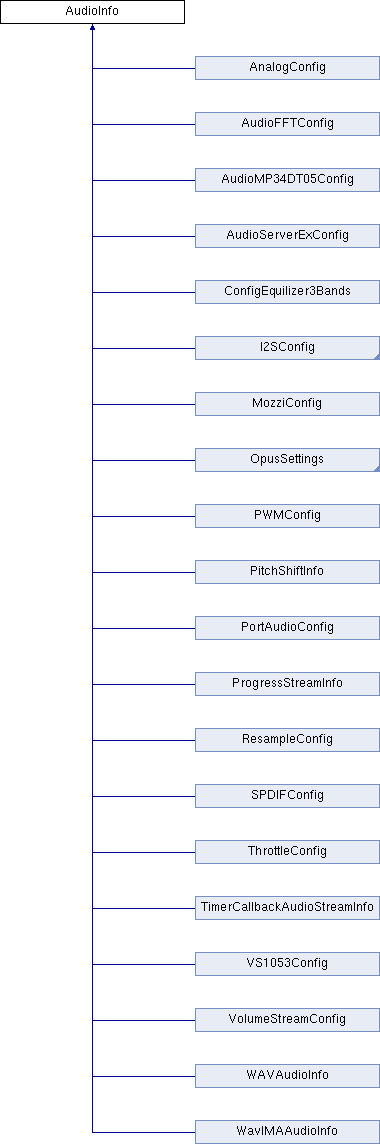 AudioInfo
AnalogConfig
AudioFFTConfig
AudioMP34DT05Config
AudioServerExConfig
ConfigEquilizer3Bands
I2SConfig
MozziConfig
OpusSettings
PWMConfig
PitchShiftInfo
PortAudioConfig
ProgressStreamInfo
ResampleConfig
SPDIFConfig
ThrottleConfig
TimerCallbackAudioStreamInfo
VS1053Config
VolumeStreamConfig
WAVAudioInfo
WavIMAAudioInfo